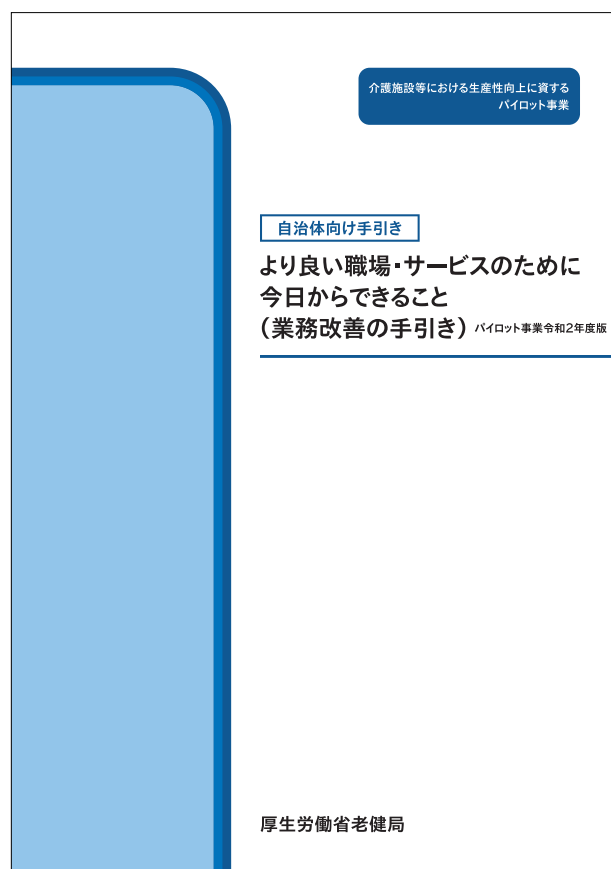 介護施設等における生産性向上に資する
パイロット事業
自治体向け手引き
より良い職場・サービスのために
今日からできること
（業務改善の手引き） パイロット事業令和2年度版
厚生労働省老健局